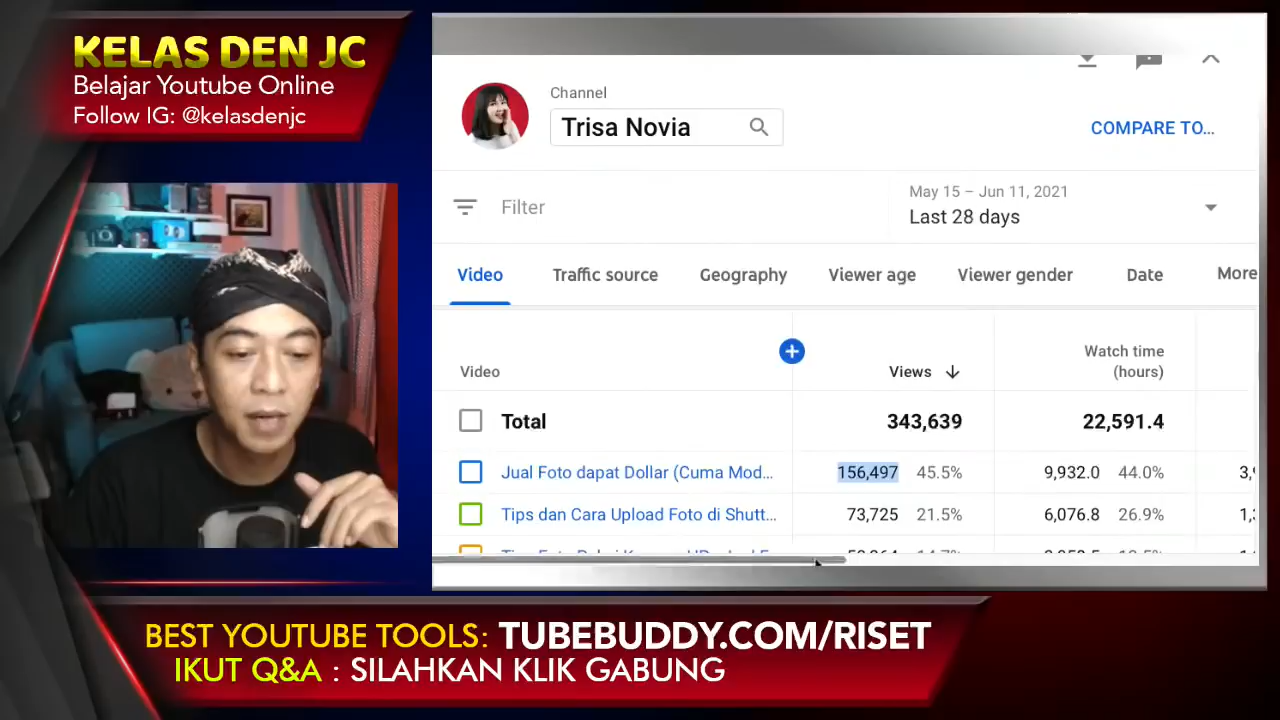 KELAS DEN JC
Belajar Youtube Online
Follow IG: @kelasdenjc
Channel
Trisa Novia
COMPARE TO...
Filter
May 15 – Jun 11, 2021
Last 28 days
Video Traffic source Geography Viewer age Viewer gender Date More
Video Views Watch time
(hours)
Total 343,639 22,591.4
Jual Foto dapat Dollar (Cuma Mod... 156,497 45.5% 9,932.0 44.0%
Tips dan Cara Upload Foto di Shutt... 73,725 21.5% 6,076.8 26.9%
BEST YOUTUBE TOOLS: TUBEBUDDY.COM/RISET
IKUT Q&A : SILAHKAN KLIK GABUNG